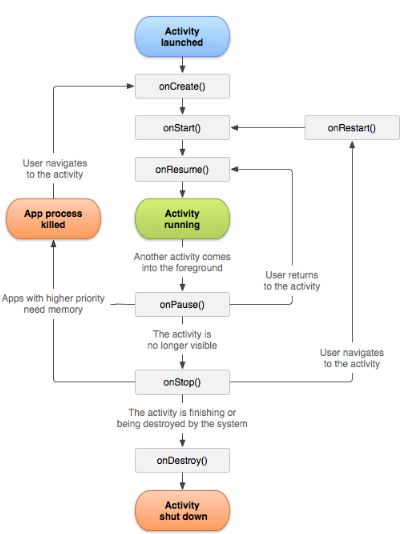 Activity
launched
onCreate()
onStart()
onRestart()
onResume()
User navigates
to the activity
App process
killed
Activity
running
Another activity comes
into the foreground
User returns
to the activity
Apps with higher priority
need memory
onPause()
The activity is
no longer visible
User navigates
to the activity
onStop()
The activity is finishing or
being destroyed by the system
onDestroy()
Activity
shut down